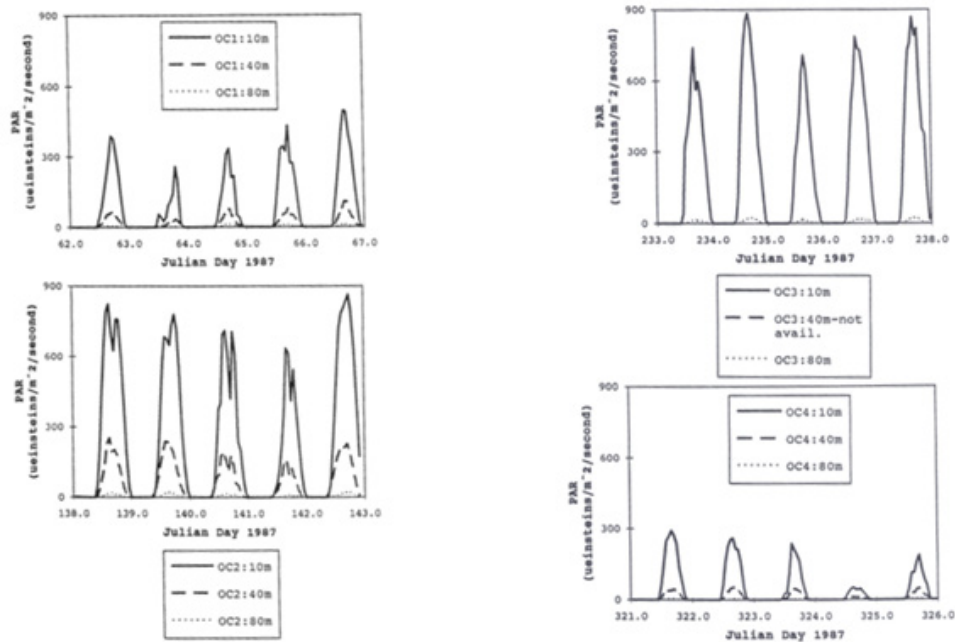 900
600
300
0
PAR
(ueinsteins/m^2/second)
OC1:10m
OC1:40m
OC1:80m
62.0 63.0 64.0 65.0 66.0 67.0
Julian Day 1987
900
600
300
0
PAR
(ueinsteins/m^2/second)
138.0 139.0 140.0 141.0 142.0 143.0
Julian Day 1987
OC2:10m
OC2:40m
OC2:80m
900
600
300
0
PAR
(ueinsteins/m^2/second)
233.0 234.0 235.0 236.0 237.0 238.0
Julian Day 1987
OC3:10m
OC3:40m-not
avail.
OC3:80m
900
600
300
0
PAR
(ueinsteins/m^2/second)
OC4:10m
OC4:40m
OC4:80m
321.0 322.0 323.0 324.0 325.0 326.0
Julian Day 1987